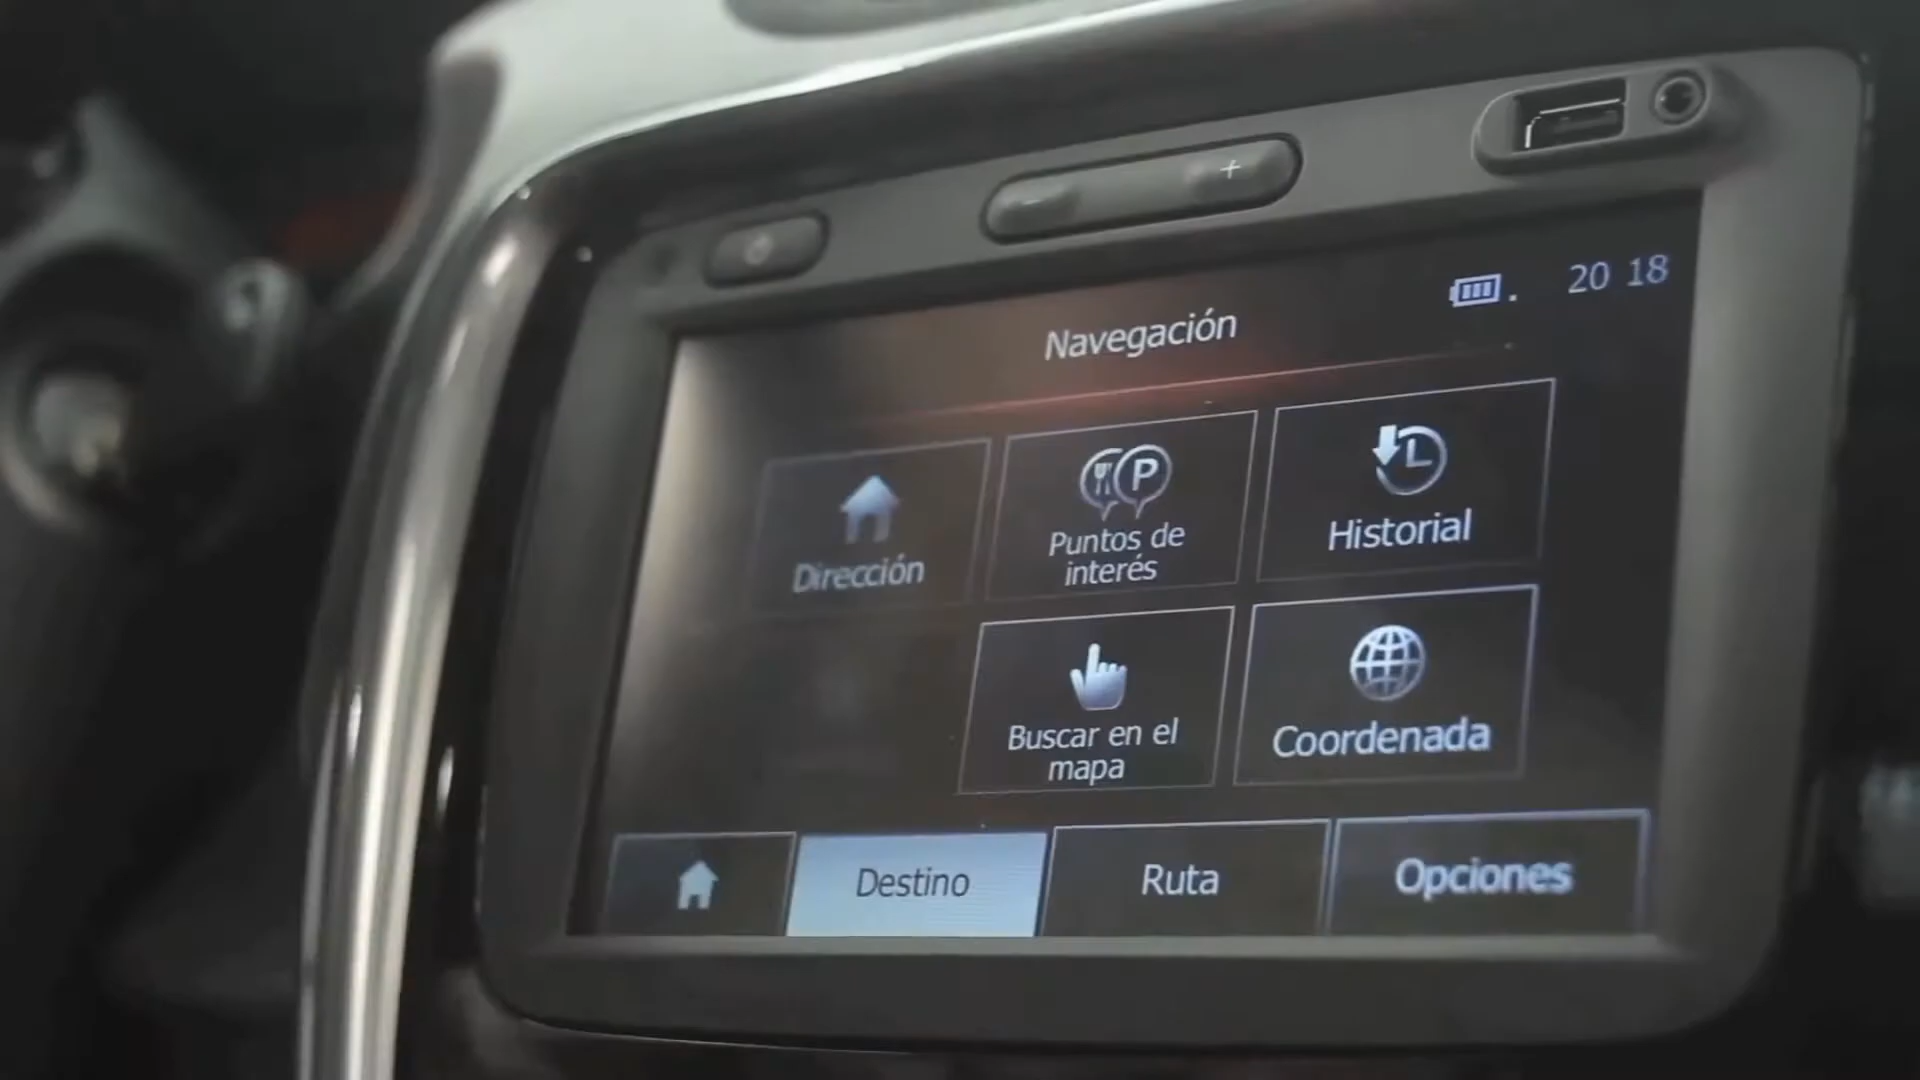 +
20 18
Navegación
Dirección
P
Puntos de
interés
Historial
Buscar en el
mapa
Coordenada
Destino
Ruta
Opciones